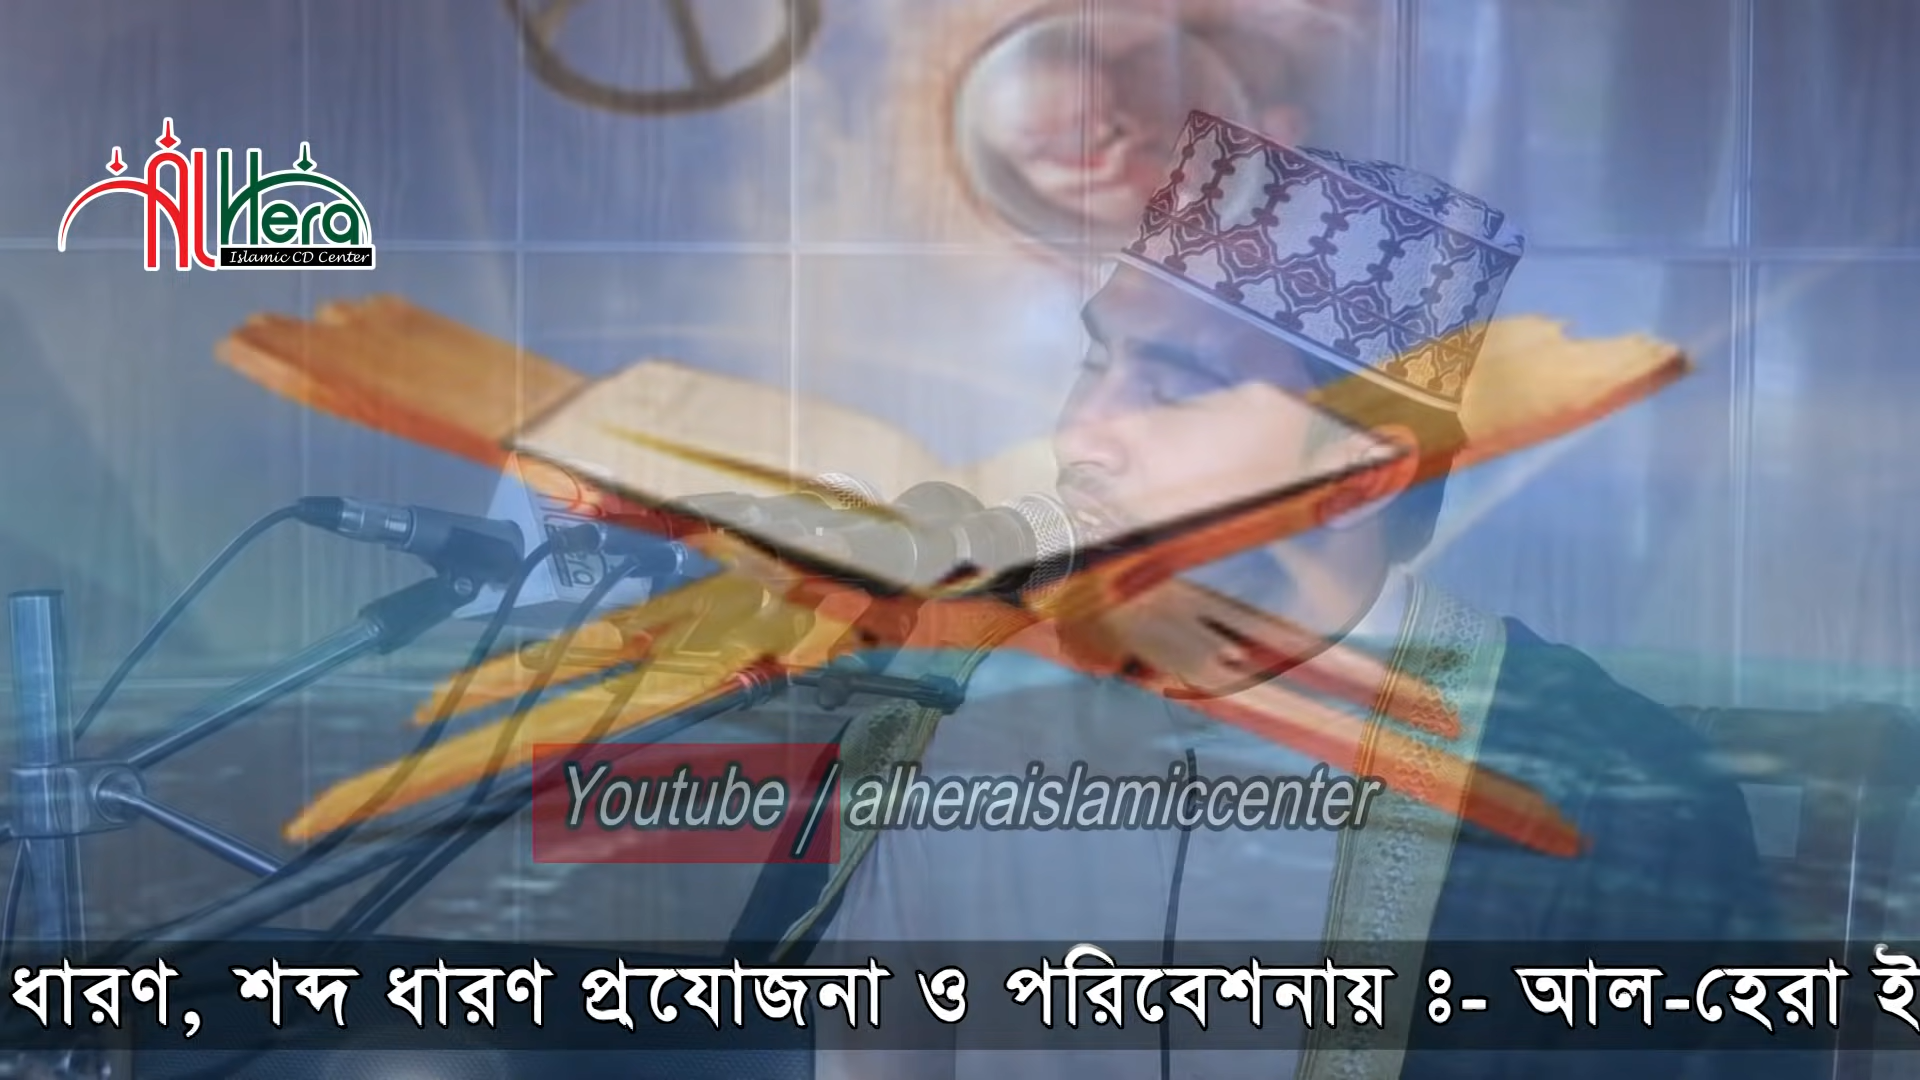 AL Hera
Islamic CD Center
Youtube / alheraislamiccenter
ধারণ, শব্দ ধারণ প্রযোজনা ও পরিবেশনায় ঃ- আল-হেরা ই